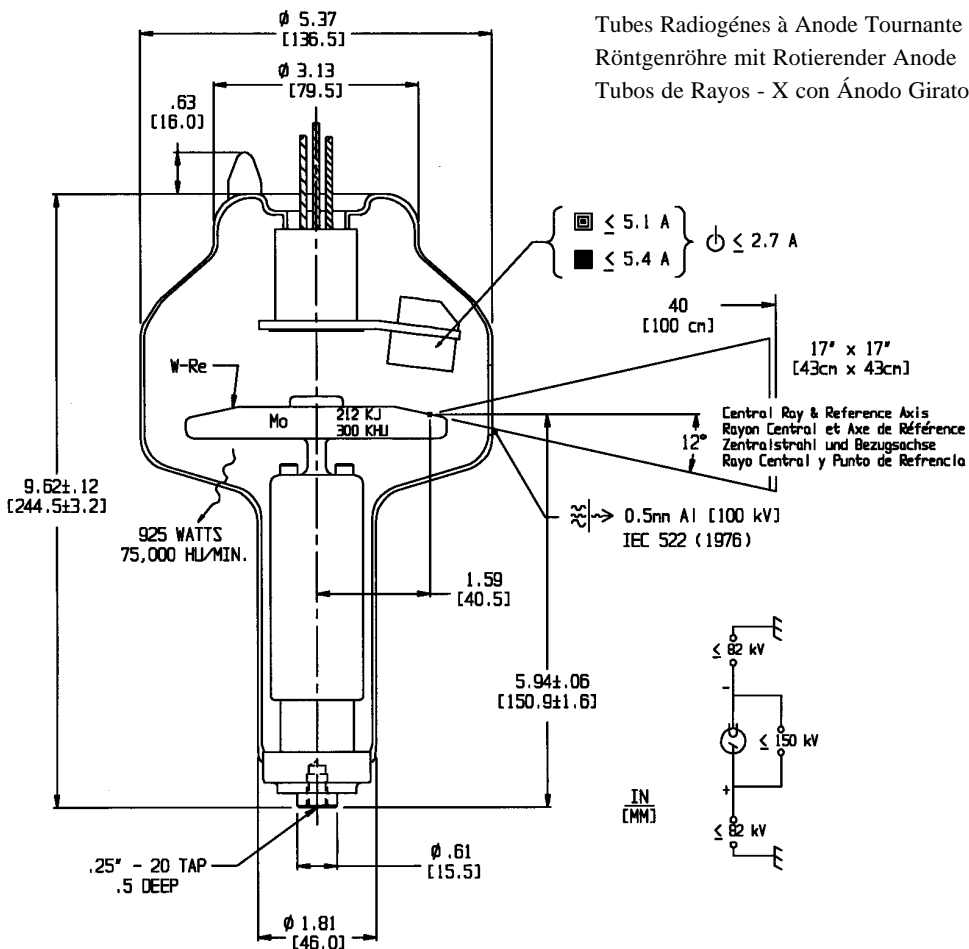 Tubes Radiogénes à Anode Tournante
Röntgenröhre mit Rotierender Anode
Tubos de Rayos - X con Ánodo Girato
Ø 5.37
[136.5]
Ø 3.13
[79.5]
.63
[16.0]
≤ 5.1 A
≤ 5.4 A
≤ 2.7 A
40
[100 cm]
17" x 17"
[43cm x 43cm]
W-Re
Mo
212 KJ
300 KHU
Central Ray & Reference Axis
Rayon Central et Axe de Référence
Zentralstrahl und Bezugsachse
Rayo Central y Punto de Refrencia
12°
9.62±.12
[244.5±3.2]
925 WATTS
75,000 HU/MIN.
0.5mm Al [100 kV]
IEC 522 (1976)
1.59
[40.5]
5.94±.06
[150.9±1.6]
≤ 82 kV
-
≤ 150 kV
+
≤ 82 kV
IN
[MM]
.25" - 20 TAP
.5 DEEP
Ø .61
[15.5]
Ø 1.81
[46.0]